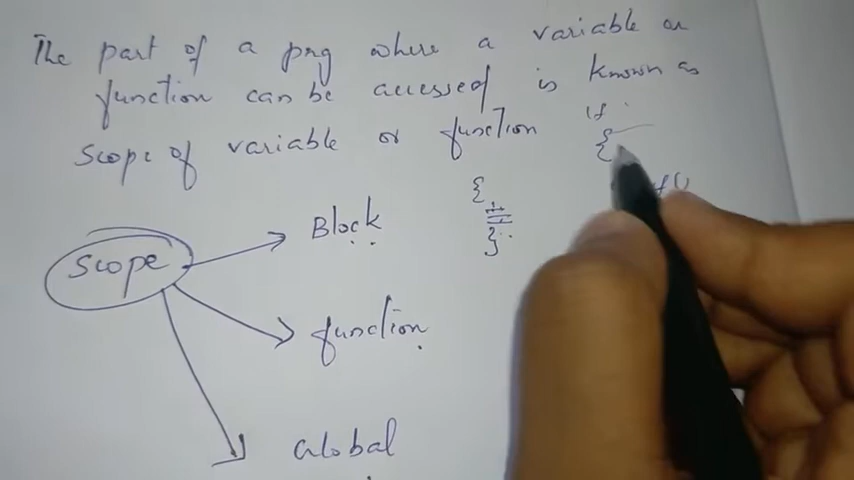 The part of a prg where a variable or
function can be accessed is known as
scope of variable or function
if
{
{
}
Scope
Block
function
Global